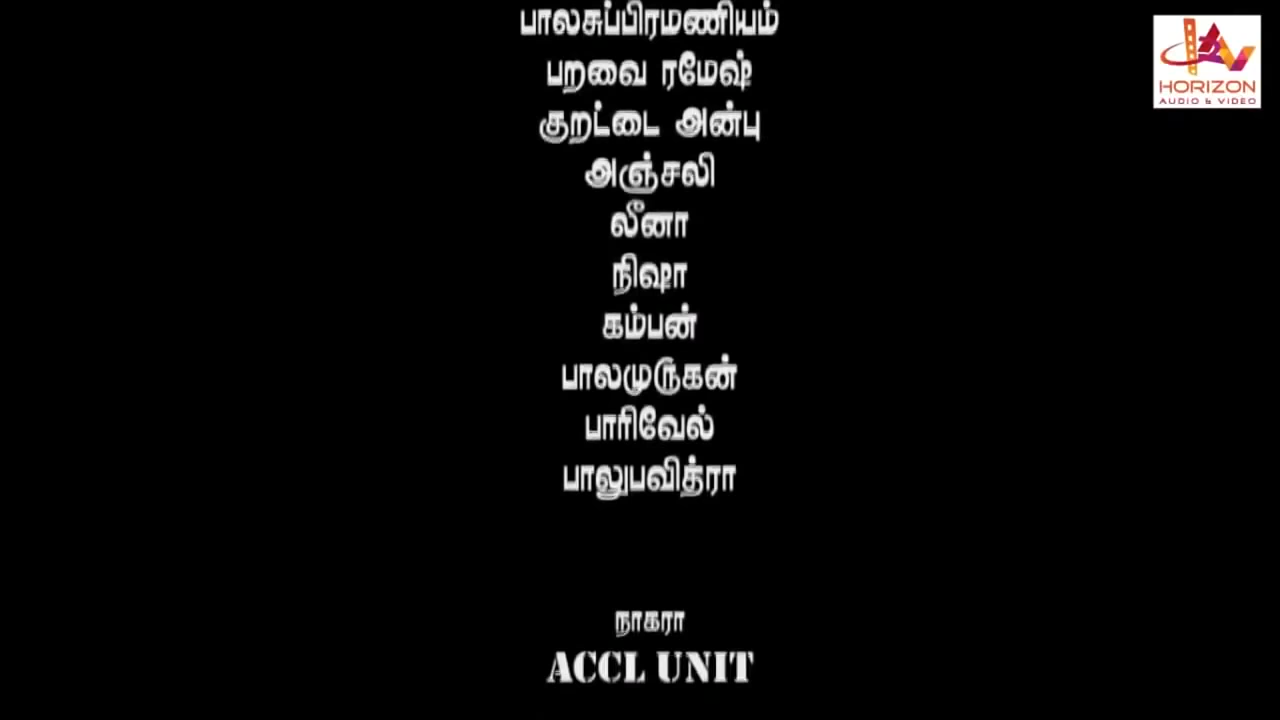 பாலசுப்பிரமணியம்
பறவை ரமேஷ்
குறட்டை அன்பு
அஞ்சலி
லீனா
நிஷா
கம்பன்
பாலமுருகன்
பாரிவேல்
பாலுபவித்ரா
நாகரா
ACCL UNIT
HORIZON
AUDIO & VIDEO